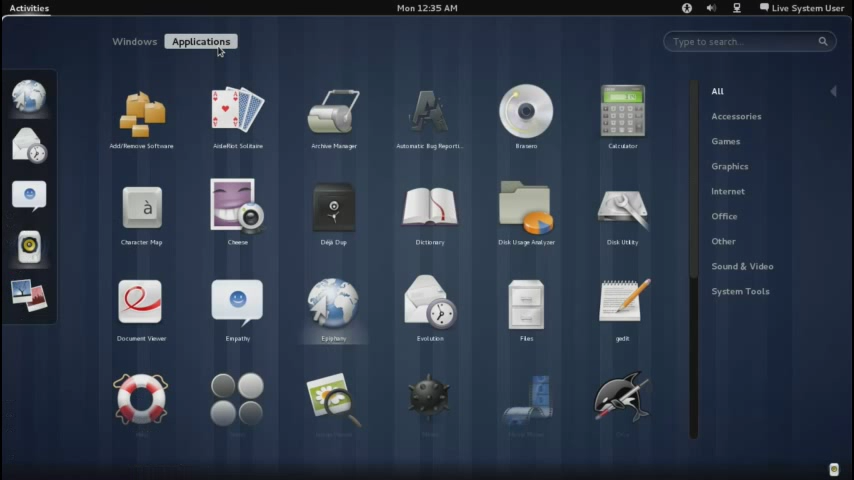 Activities
Mon 12:35 AM
Live System User
Windows
Applications
Type to search...
All
Accessories
Games
Graphics
Internet
Office
Other
Sound & Video
System Tools
Add/Remove Software
AisleRiot Solitaire
Archive Manager
Automatic Bug Reporti...
Brasero
Calculator
à
Character Map
Cheese
Déjà Dup
Dictionary
Disk Usage Analyzer
Disk Utility
Document Viewer
Empathy
Epiphany
Evolution
Files
gedit